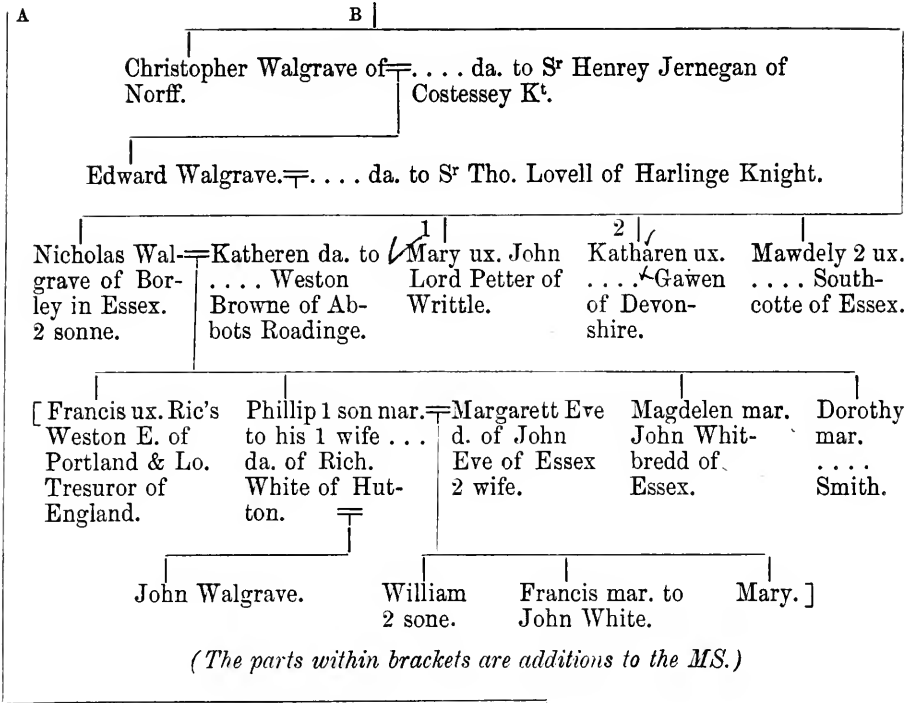 A
B
Christopher Walgrave of
Norff.
. . . . da. to Sʳ Henrey Jernegan of
Costessey Kᵗ.
Edward Walgrave.
. . . . da. to Sʳ Tho. Lovell of Harlinge Knight.
Nicholas Wal-
grave of Bor-
ley in Essex.
2 sonne.
Katheren da. to
. . . . Weston
Browne of Ab-
bots Roadinge.
1
Mary ux. John
Lord Petter of
Writtle.
2
Katharen ux.
. . . . Gawen
of Devon-
shire.
Mawdely 2 ux.
. . . . South-
cotte of Essex.
[ Francis ux. Ric's
Weston E. of
Portland & Lo.
Tresuror of
England.
Phillip 1 son mar.
to his 1 wife . . .
da. of Rich.
White of Hut-
ton.
Margarett Eve
d. of John
Eve of Essex
2 wife.
Magdelen mar.
John Whit-
bredd of
Essex.
Dorothy
mar.
. . . .
Smith.
John Walgrave.
William
2 sone.
Francis mar. to
John White.
Mary. ]
(The parts within brackets are additions to the MS.)